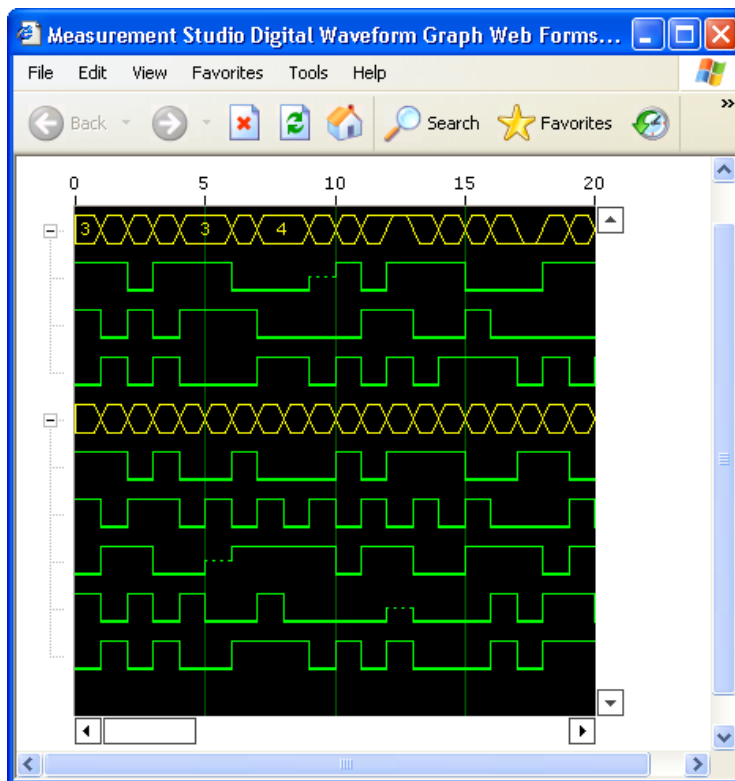 Measurement Studio Digital Waveform Graph Web Forms...
File Edit View Favorites Tools Help
Back Search Favorites »
0 5 10 15 20
3 3 4